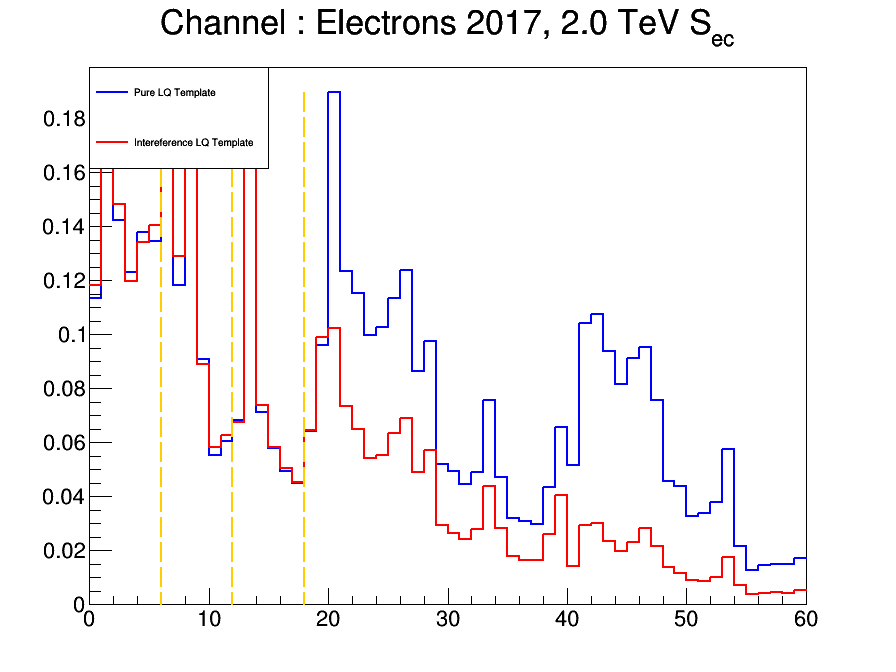 Channel : Electrons 2017, 2.0 TeV Sec
Pure LQ Template
Intereference LQ Template
0.18
0.16
0.14
0.12
0.1
0.08
0.06
0.04
0.02
0
0 10 20 30 40 50 60